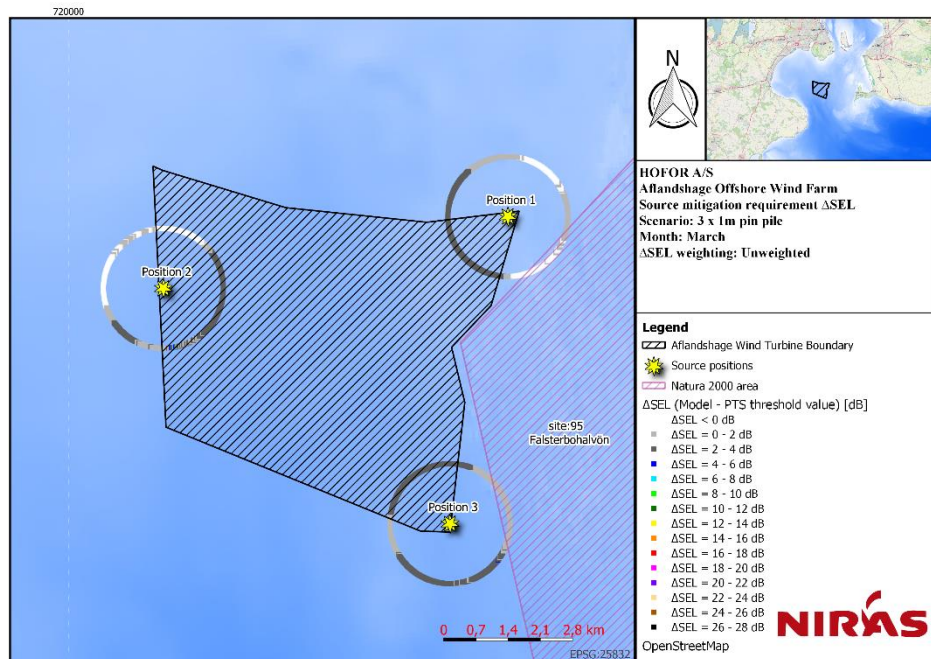 720000
Position 1
Position 2
site:95
Falsterbohalvön
Position 3
0 0,7 1,4 2,1 2,8 km
EPSG:25832
N
HOFOR A/S
Aflandshage Offshore Wind Farm
Source mitigation requirement ΔSEL
Scenario: 3 x 1m pin pile
Month: March
ΔSEL weighting: Unweighted
Legend
Aflandshage Wind Turbine Boundary
Source positions
Natura 2000 area
ΔSEL (Model - PTS threshold value) [dB]
ΔSEL < 0 dB
ΔSEL = 0 - 2 dB
ΔSEL = 2 - 4 dB
ΔSEL = 4 - 6 dB
ΔSEL = 6 - 8 dB
ΔSEL = 8 - 10 dB
ΔSEL = 10 - 12 dB
ΔSEL = 12 - 14 dB
ΔSEL = 14 - 16 dB
ΔSEL = 16 - 18 dB
ΔSEL = 18 - 20 dB
ΔSEL = 20 - 22 dB
ΔSEL = 22 - 24 dB
ΔSEL = 24 - 26 dB
ΔSEL = 26 - 28 dB
OpenStreetMap
NIRAS